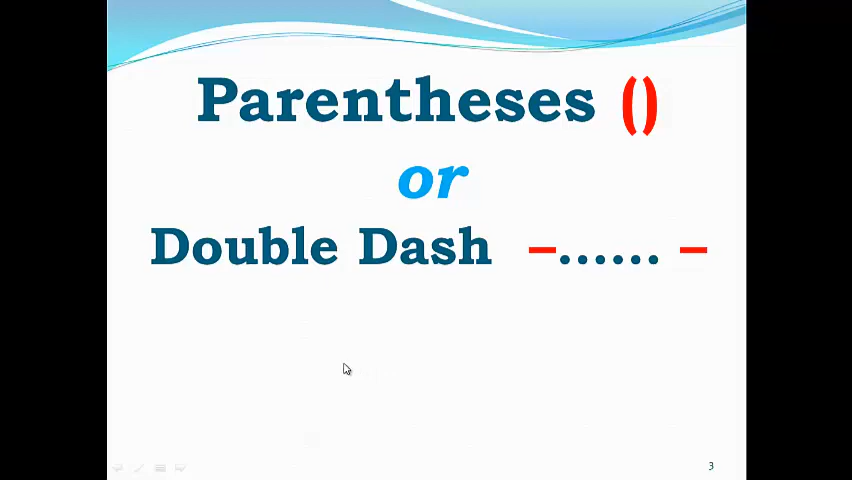 Parentheses ()
or
Double Dash –...... –
3